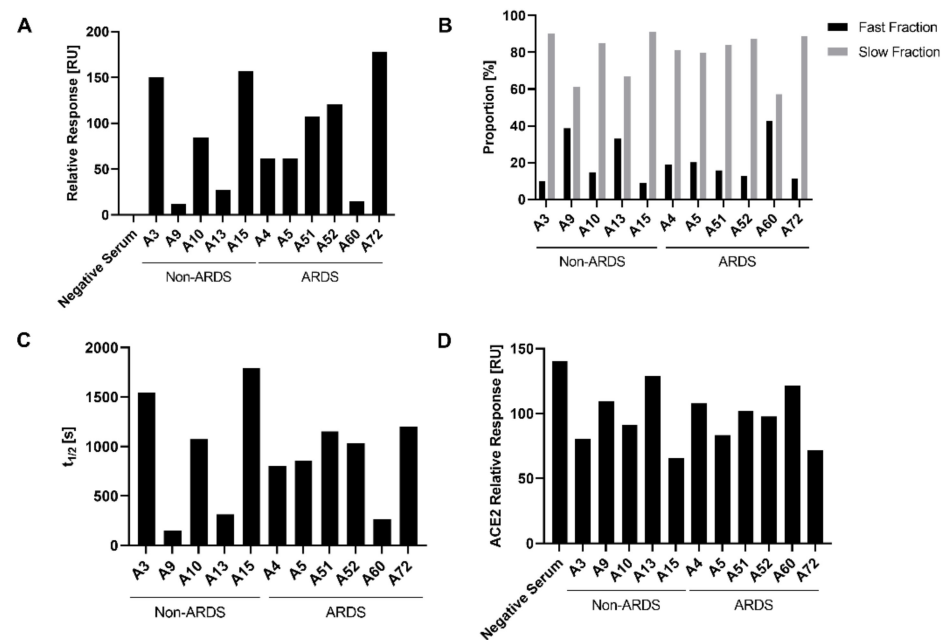 A
Relative Response [RU]
200
150
100
50
0
Negative Serum
A3
A9
A10
A13
A15
A4
A5
A51
A52
A60
A72
Non-ARDS
ARDS
B
Proportion [%]
100
80
60
40
20
0
A3
A9
A10
A13
A15
A4
A5
A51
A52
A60
A72
Non-ARDS
ARDS
Fast Fraction
Slow Fraction
C
t1/2 [s]
2000
1500
1000
500
0
A3
A9
A10
A13
A15
A4
A5
A51
A52
A60
A72
Non-ARDS
ARDS
D
ACE2 Relative Response [RU]
150
100
50
0
Negative Serum
A3
A9
A10
A13
A15
A4
A5
A51
A52
A60
A72
Non-ARDS
ARDS